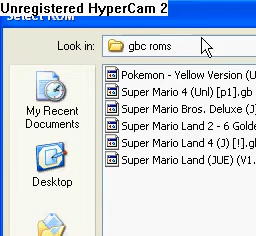 Unregistered HyperCam 2
Select ROM
Look in: gbc roms
My Recent
Documents
Desktop
Pokemon - Yellow Version (U
Super Mario 4 (Unl) [p1].gb
Super Mario Bros. Deluxe (J)
Super Mario Land 2 - 6 Golde
Super Mario Land 4 (J) [!].gb
Super Mario Land (JUE) (V1.